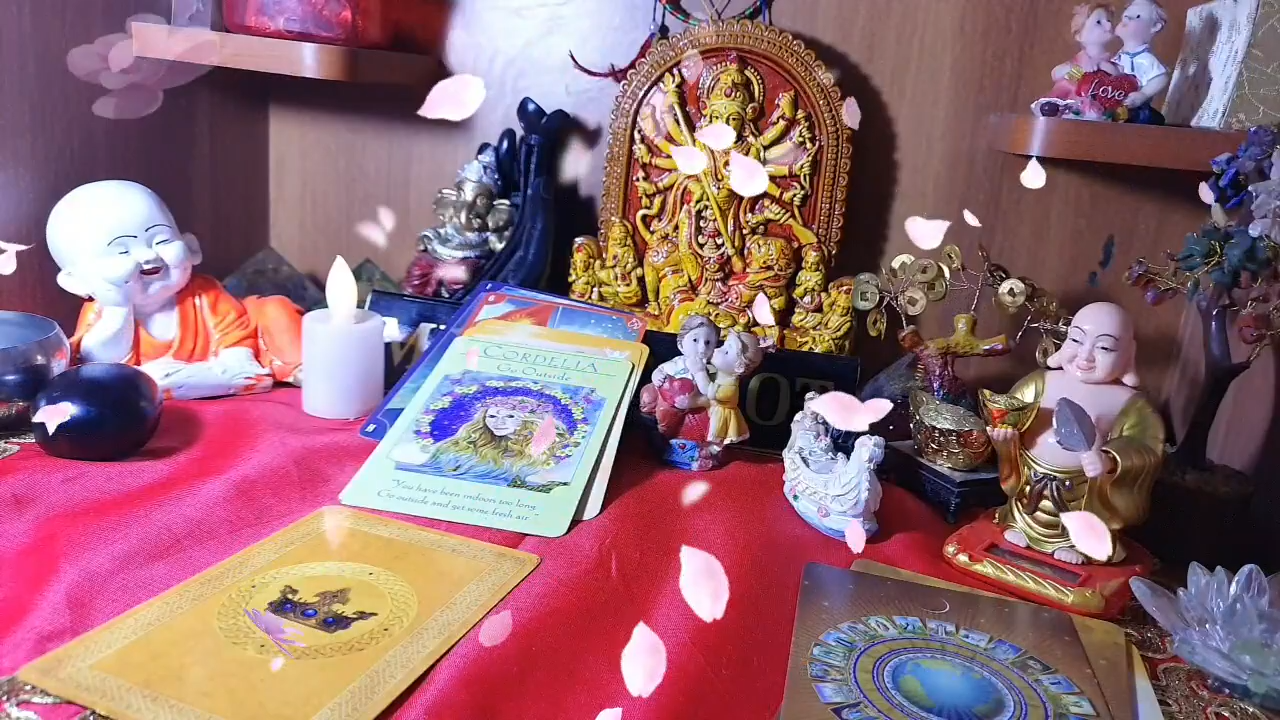 Love
CORDELIA
Go Outside
"You have been indoors too long.
Go outside and get some fresh air."
OT